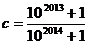 c = (10^2013 + 1) / (10^2014 + 1)